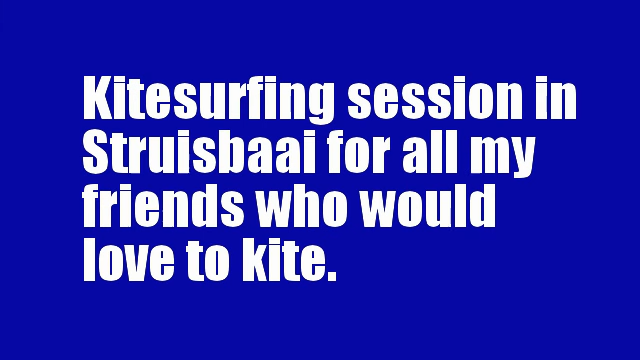 Kitesurfing session in
Struisbaai for all my
friends who would
love to kite.